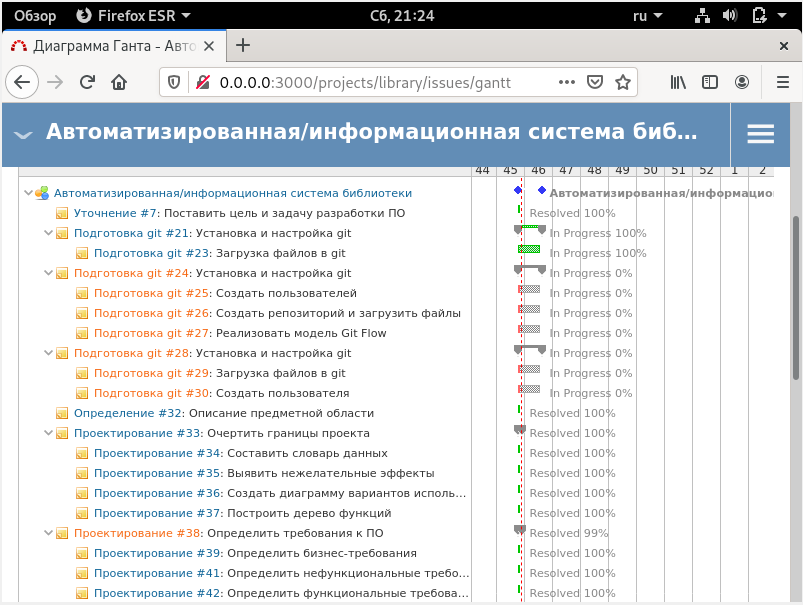 Обзор Firefox ESR Сб, 21:24 ru
Диаграмма Ганта - Авто
0.0.0.0:3000/projects/library/issues/gantt
Автоматизированная/информационная система биб...
44 45 46 47 48 49 50 51 52 1 2
Автоматизированная/информационная система библиотеки Автоматизированная/информацио
Уточнение #7: Поставить цель и задачу разработки ПО Resolved 100%
Подготовка git #21: Установка и настройка git In Progress 100%
Подготовка git #23: Загрузка файлов в git In Progress 100%
Подготовка git #24: Установка и настройка git In Progress 0%
Подготовка git #25: Создать пользователей In Progress 0%
Подготовка git #26: Создать репозиторий и загрузить файлы In Progress 0%
Подготовка git #27: Реализовать модель Git Flow In Progress 0%
Подготовка git #28: Установка и настройка git In Progress 0%
Подготовка git #29: Загрузка файлов в git In Progress 0%
Подготовка git #30: Создать пользователя In Progress 0%
Определение #32: Описание предметной области Resolved 100%
Проектирование #33: Очертить границы проекта Resolved 100%
Проектирование #34: Составить словарь данных Resolved 100%
Проектирование #35: Выявить нежелательные эффекты Resolved 100%
Проектирование #36: Создать диаграмму вариантов исполь... Resolved 100%
Проектирование #37: Построить дерево функций Resolved 100%
Проектирование #38: Определить требования к ПО Resolved 99%
Проектирование #39: Определить бизнес-требования Resolved 100%
Проектирование #41: Определить нефункциональные требо... Resolved 100%
Проектирование #42: Определить функциональные требова... Resolved 100%